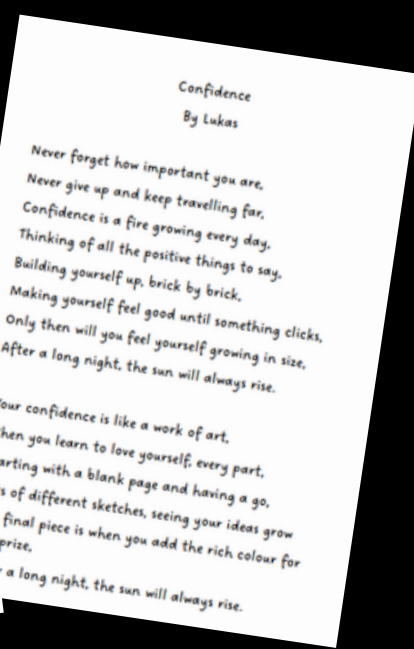 Confidence
By Lukas
Never forget how important you are,
Never give up and keep travelling far,
Confidence is a fire growing every day,
Thinking of all the positive things to say,
Building yourself up, brick by brick,
Making yourself feel good until something clicks,
Only then will you feel yourself growing in size,
After a long night, the sun will always rise.
your confidence is like a work of art,
you learn to love yourself, every part,
with a blank page and having a go,
of different sketches, seeing your ideas grow
final piece is when you add the rich colour for
prize,
a long night, the sun will always rise.